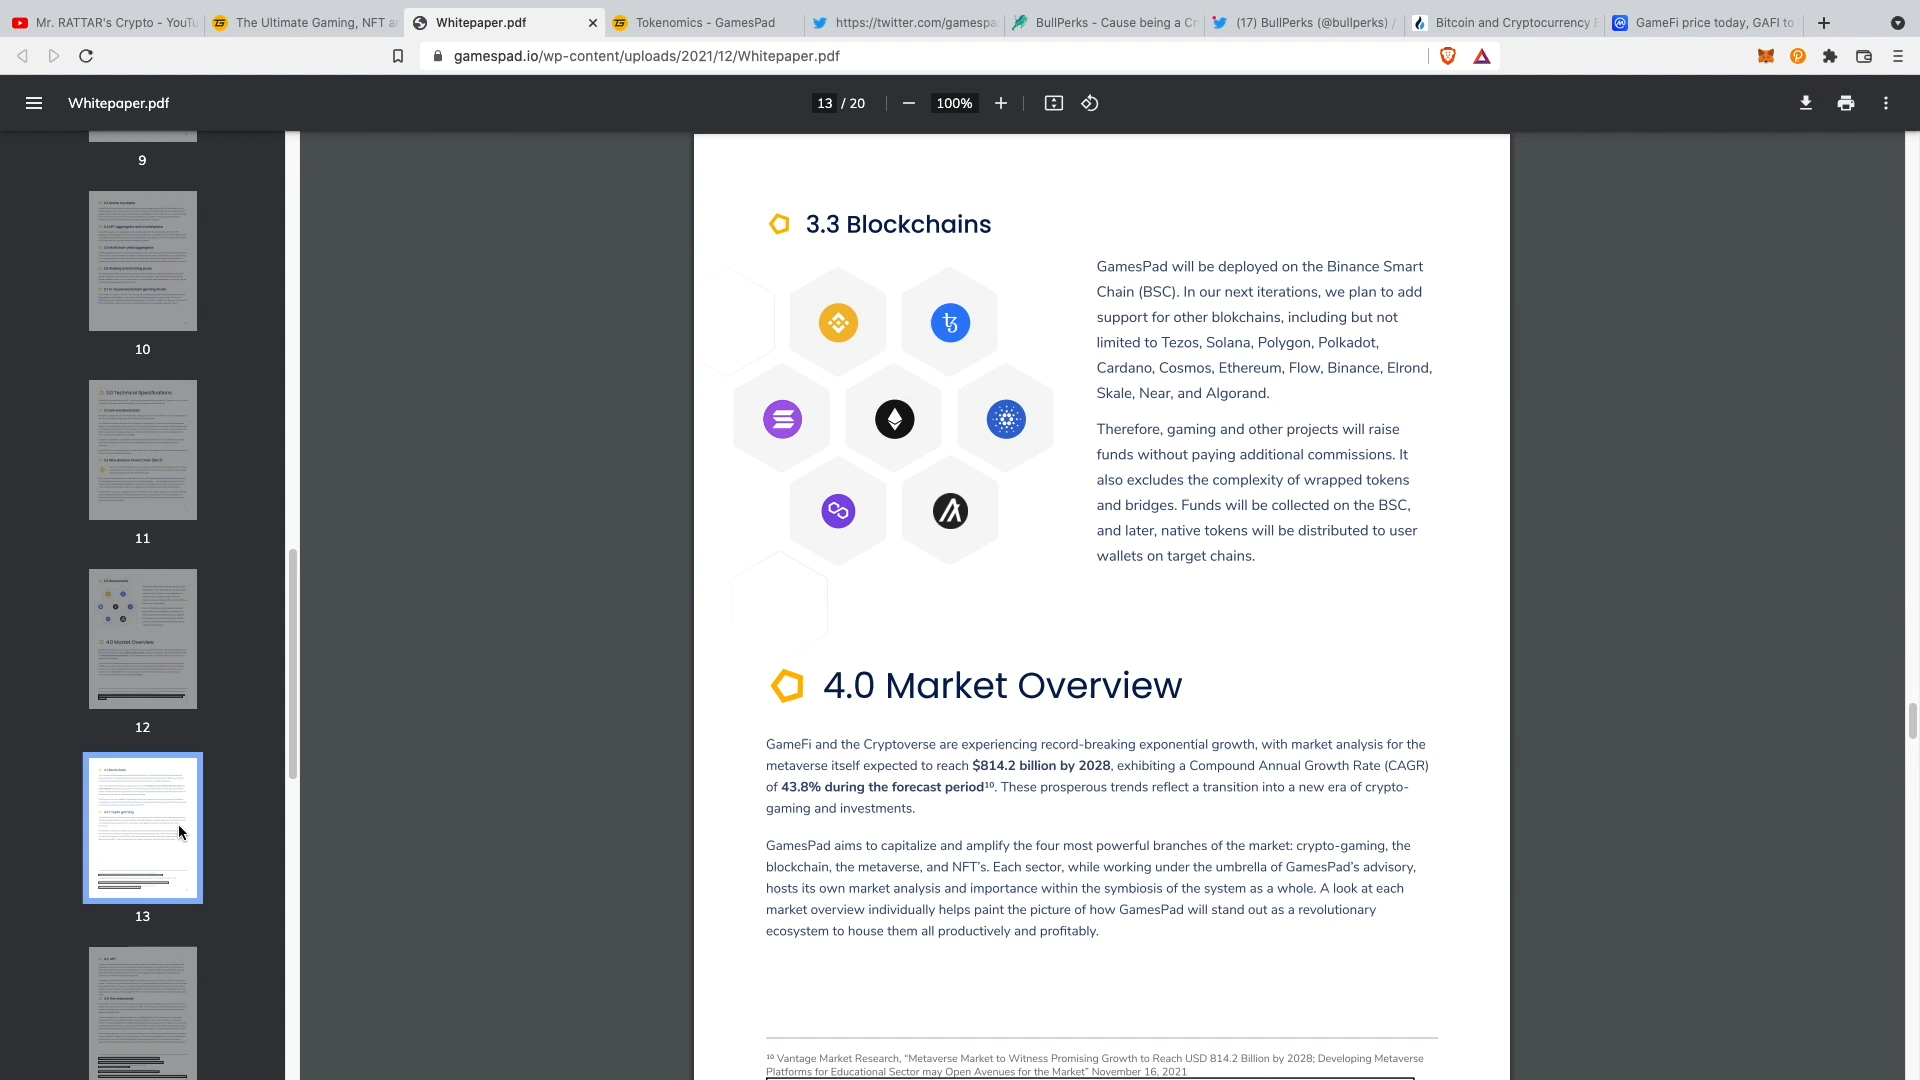 Mr. RATTAR's Crypto - YouTu
The Ultimate Gaming, NFT an
Whitepaper.pdf
Tokenomics - GamesPad
https://twitter.com/gamespa
BullPerks - Cause being a Cr
(17) BullPerks (@bullperks) /
Bitcoin and Cryptocurrency E
GameFi price today, GAFI to
gamespad.io/wp-content/uploads/2021/12/Whitepaper.pdf
Whitepaper.pdf
13 / 20
100%
9
10
3.0 Technical Specifications
11
4.0 Market Overview
12
13
3.3 Blockchains
GamesPad will be deployed on the Binance Smart
Chain (BSC). In our next iterations, we plan to add
support for other blokchains, including but not
limited to Tezos, Solana, Polygon, Polkadot,
Cardano, Cosmos, Ethereum, Flow, Binance, Elrond,
Skale, Near, and Algorand.
Therefore, gaming and other projects will raise
funds without paying additional commissions. It
also excludes the complexity of wrapped tokens
and bridges. Funds will be collected on the BSC,
and later, native tokens will be distributed to user
wallets on target chains.
4.0 Market Overview
GameFi and the Cryptoverse are experiencing record-breaking exponential growth, with market analysis for the
metaverse itself expected to reach $814.2 billion by 2028, exhibiting a Compound Annual Growth Rate (CAGR)
of 43.8% during the forecast period¹⁰. These prosperous trends reflect a transition into a new era of crypto-
gaming and investments.
GamesPad aims to capitalize and amplify the four most powerful branches of the market: crypto-gaming, the
blockchain, the metaverse, and NFT's. Each sector, while working under the umbrella of GamesPad's advisory,
hosts its own market analysis and importance within the symbiosis of the system as a whole. A look at each
market overview individually helps paint the picture of how GamesPad will stand out as a revolutionary
ecosystem to house them all productively and profitably.
¹⁰ Vantage Market Research, “Metaverse Market to Witness Promising Growth to Reach USD 814.2 Billion by 2028; Developing Metaverse
Platforms for Educational Sector may Open Avenues for the Market” November 16, 2021